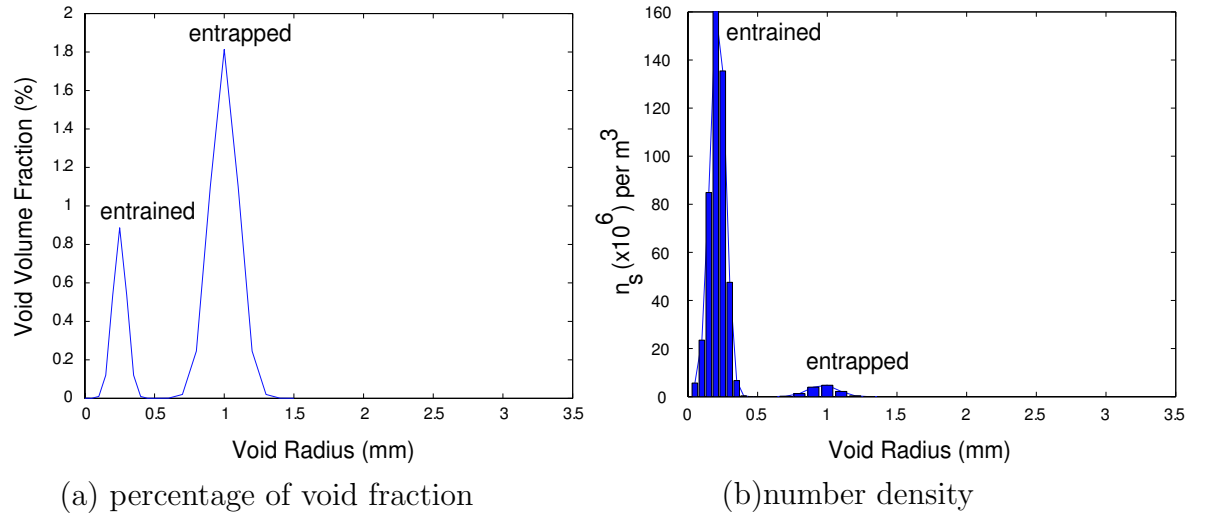 entrapped
entrained
2
1.8
1.6
1.4
1.2
1
0.8
0.6
0.4
0.2
0
0 0.5 1 1.5 2 2.5 3 3.5
Void Volume Fraction (%)
Void Radius (mm)
(a) percentage of void fraction
entrained
entrapped
160
140
120
100
80
60
40
20
0
0 0.5 1 1.5 2 2.5 3 3.5
n_s (x10^6) per m^3
Void Radius (mm)
(b)number density